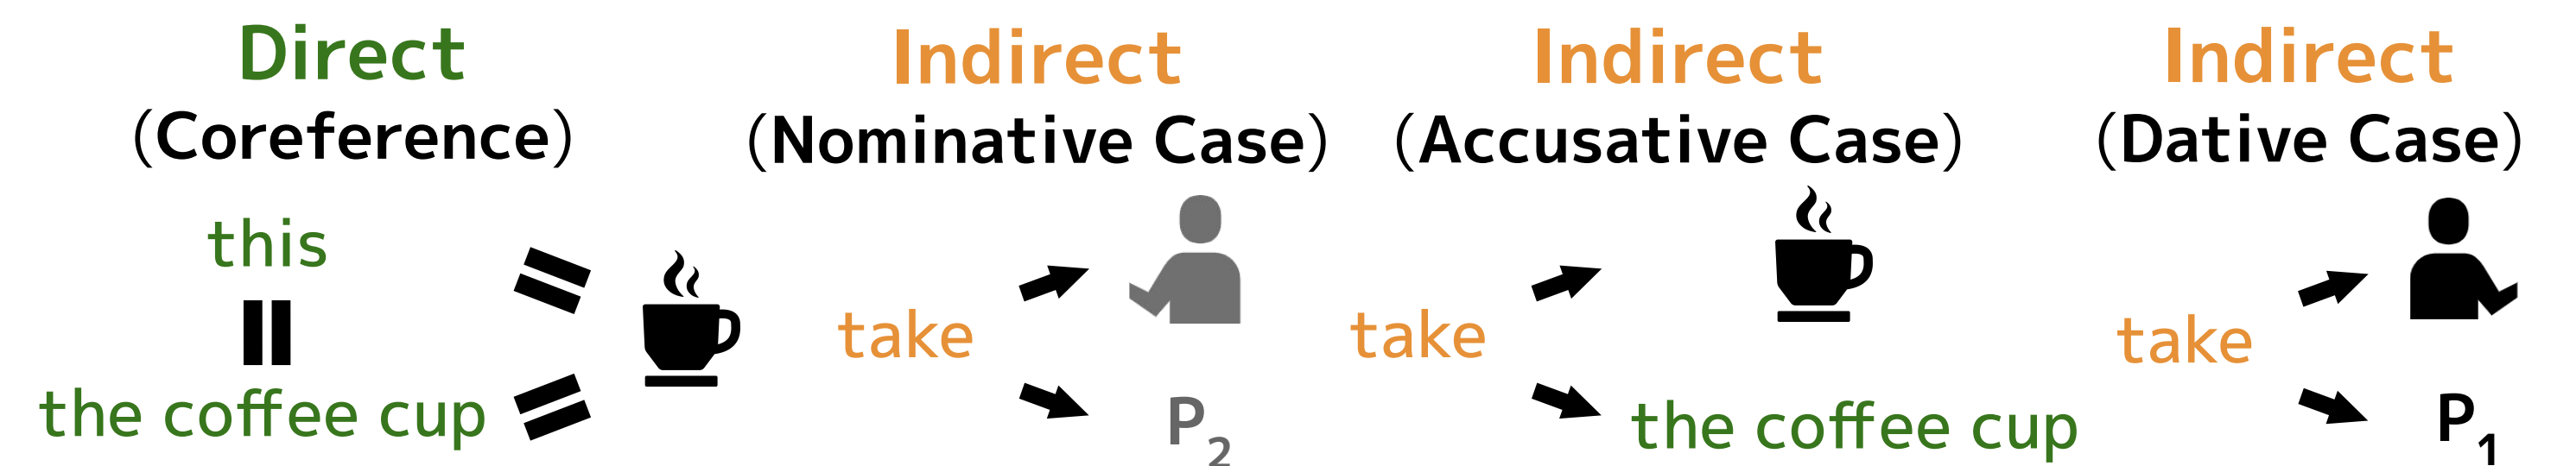 Direct
(Coreference)
this
the coffee cup
Indirect
(Nominative Case)
take
P₂
Indirect
(Accusative Case)
take
the coffee cup
Indirect
(Dative Case)
take
P₁